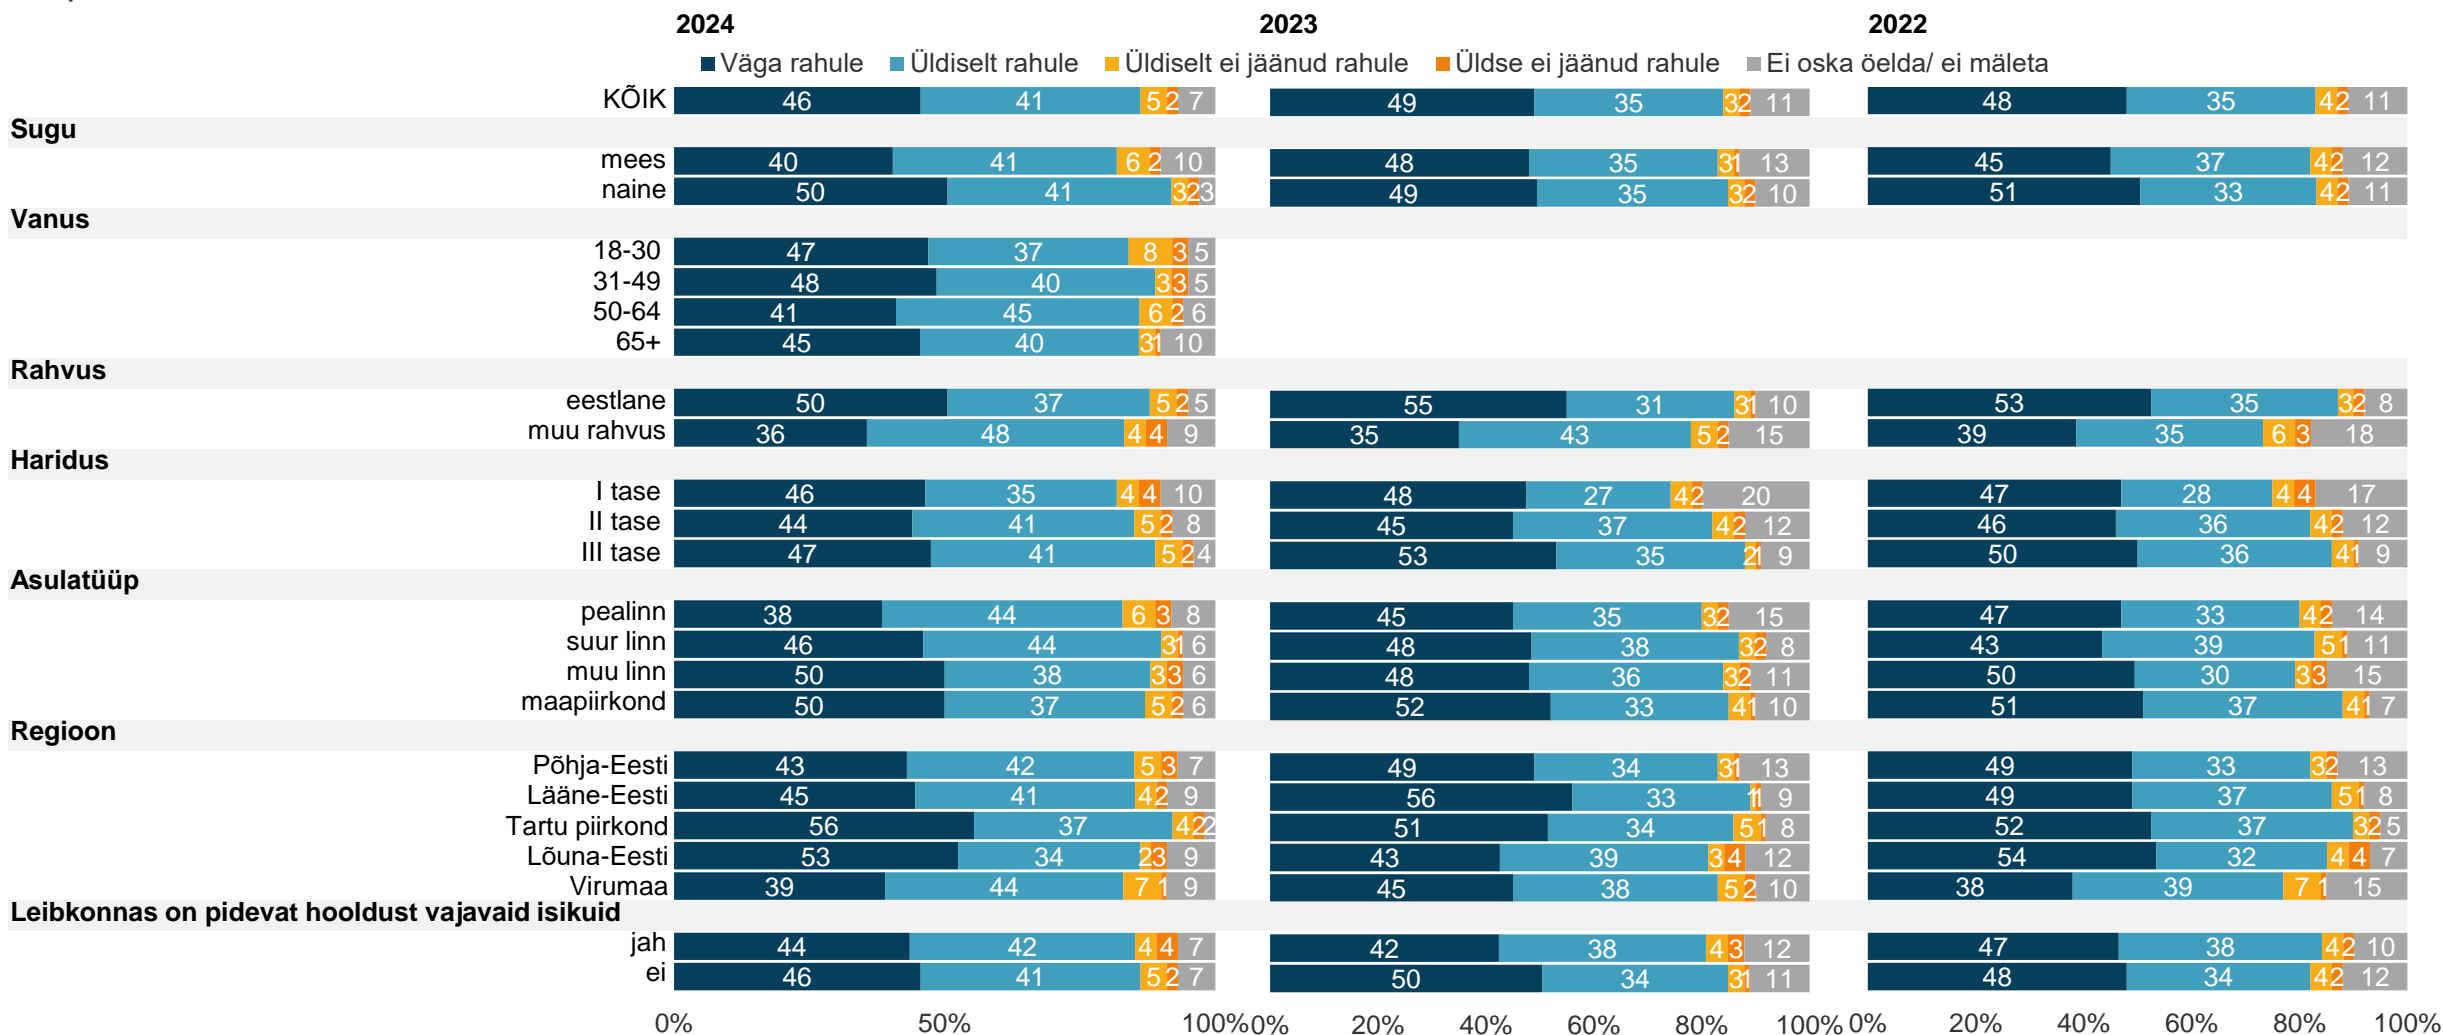 2024 2023 2022
Väga rahule Üldiselt rahule Üldiselt ei jäänud rahule Üldse ei jäänud rahule Ei oska öelda/ ei mäleta
KÕIK 46 41 5 2 7 49 35 3 2 11 48 35 4 2 11
Sugu
mees 40 41 6 2 10 48 35 3 1 13 45 37 4 2 12
naine 50 41 3 2 3 49 35 3 2 10 51 33 4 2 11
Vanus
18-30 47 37 8 3 5
31-49 48 40 3 3 5
50-64 41 45 6 2 6
65+ 45 40 3 1 10
Rahvus
eestlane 50 37 5 2 5 55 31 3 1 10 53 35 3 2 8
muu rahvus 36 48 4 4 9 35 43 5 2 15 39 35 6 3 18
Haridus
I tase 46 35 4 4 10 48 27 4 2 20 47 28 4 4 17
II tase 44 41 5 2 8 45 37 4 2 12 46 36 4 2 12
III tase 47 41 5 2 4 53 35 2 1 9 50 36 4 1 9
Asulatüüp
pealinn 38 44 6 3 8 45 35 3 2 15 47 33 4 2 14
suur linn 46 44 3 1 6 48 38 3 2 8 43 39 5 1 11
muu linn 50 38 3 3 6 48 36 3 2 11 50 30 3 3 15
maapiirkond 50 37 5 2 6 52 33 4 1 10 51 37 4 1 7
Regioon
Põhja-Eesti 43 42 5 3 7 49 34 3 1 13 49 33 3 2 13
Lääne-Eesti 45 41 4 2 9 56 33 1 1 9 49 37 5 1 8
Tartu piirkond 56 37 4 2 2 51 34 5 1 8 52 37 3 2 5
Lõuna-Eesti 53 34 2 3 9 43 39 3 4 12 54 32 4 4 7
Virumaa 39 44 7 1 9 45 38 5 2 10 38 39 7 1 15
Leibkonnas on pidevat hooldust vajavaid isikuid
jah 44 42 4 4 7 42 38 4 3 12 47 38 4 2 10
ei 46 41 5 2 7 50 34 3 1 11 48 34 4 2 12
0% 50% 100% 0% 20% 40% 60% 80% 100% 0% 20% 40% 60% 80% 100%